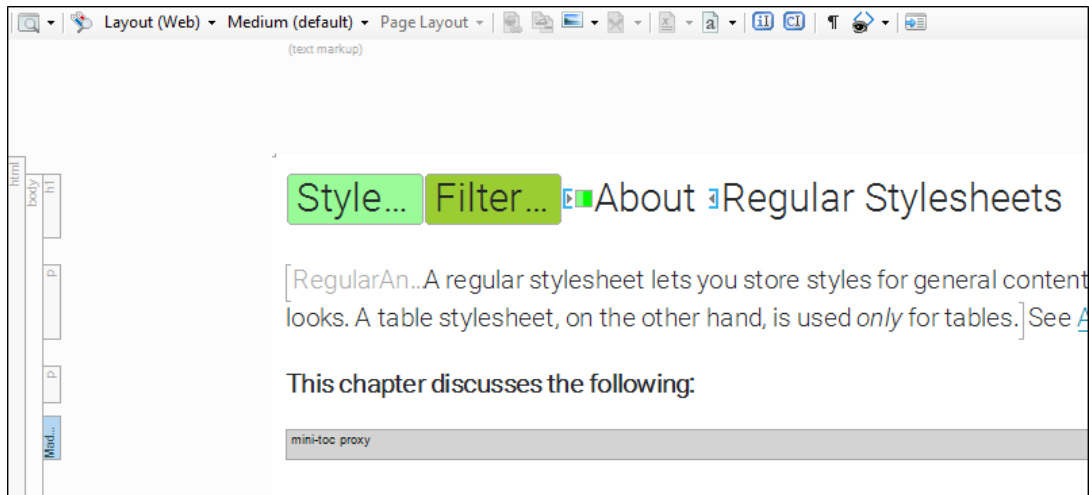 Layout (Web) Medium (default) Page Layout a iI CI ¶
(text markup)
html
body
h1
Style... Filter... About Regular Stylesheets
p
RegularAn..A regular stylesheet lets you store styles for general content
looks. A table stylesheet, on the other hand, is used only for tables. See A
p
This chapter discusses the following:
Mad...
mini-toc proxy